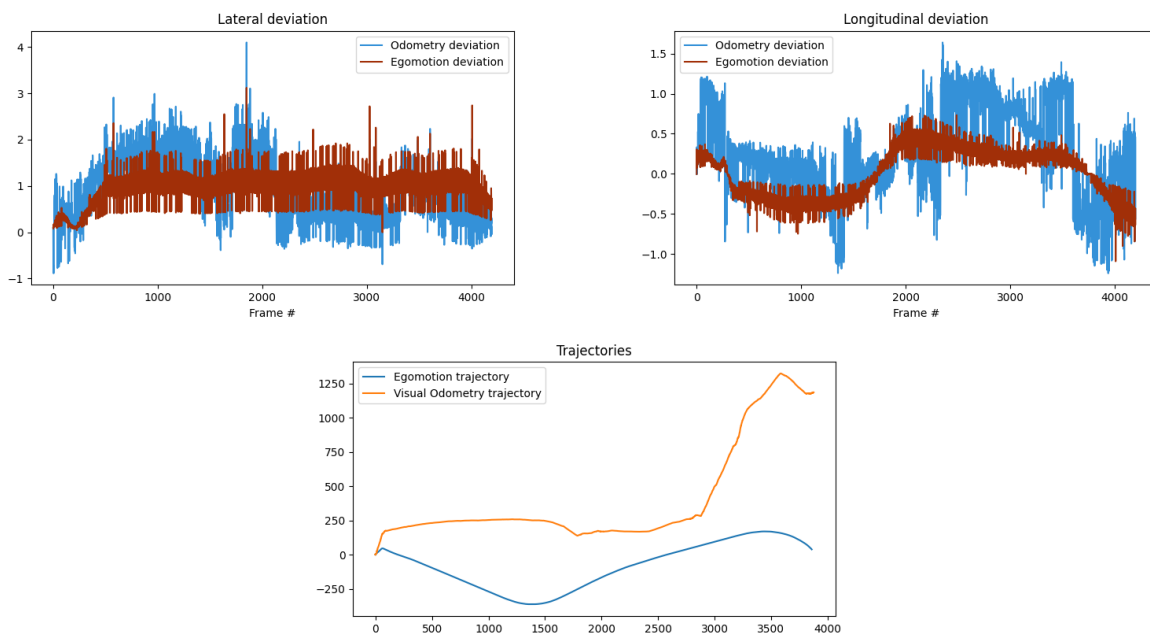 Lateral deviation
Odometry deviation
Egomotion deviation
4
3
2
1
0
−1
0 1000 2000 3000 4000
Frame #
Longitudinal deviation
Odometry deviation
Egomotion deviation
1.5
1.0
0.5
0.0
−0.5
−1.0
0 1000 2000 3000 4000
Frame #
Trajectories
Egomotion trajectory
Visual Odometry trajectory
1250
1000
750
500
250
0
−250
0 500 1000 1500 2000 2500 3000 3500 4000